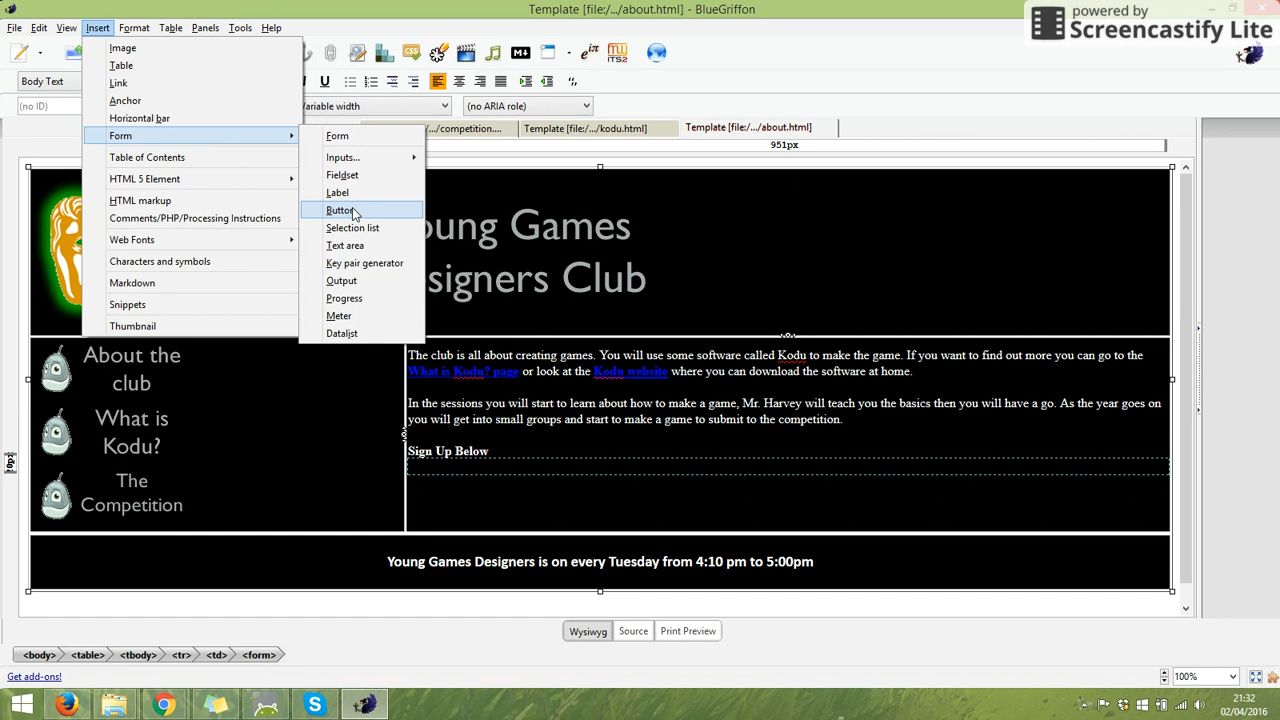 Template [file:/.../about.html] - BlueGriffon
powered by
Screencastify Lite
File Edit View Insert Format Table Panels Tools Help
Image
Table
Link
Anchor
Horizontal Bar
Form
Table of Contents
HTML 5 Element
HTML markup
Comments/PHP/Processing Instructions
Web Fonts
Characters and symbols
Markdown
Snippets
Thumbnail
Form
Inputs...
Fieldset
Label
Button
Selection list
Text area
Key pair generator
Output
Progress
Meter
Datalist
CSS
M
eiπ
ITS2
Body Text
U
(no ID)
ariable width
(no ARIA role)
/.../competition....
Template [file:/.../kodu.html]
Template [file:/.../about.html]
951px
oung Games
signers Club
About the
club
What is
Kodu?
The
Competition
The club is all about creating games. You will use some software called Kodu to make the game. If you want to find out more you can go to the
What is Kodu? page or look at the Kodu website where you can download the software at home.
In the sessions you will start to learn about how to make a game, Mr. Harvey will teach you the basics then you will have a go. As the year goes on
you will get into small groups and start to make a game to submit to the competition.
Sign Up Below
Young Games Designers is on every Tuesday from 4:10 pm to 5:00pm
Wysiwyg Source Print Preview
<body> <table> <tbody> <tr> <td> <form>
Get add-ons!
100%
21:32
02/04/2016